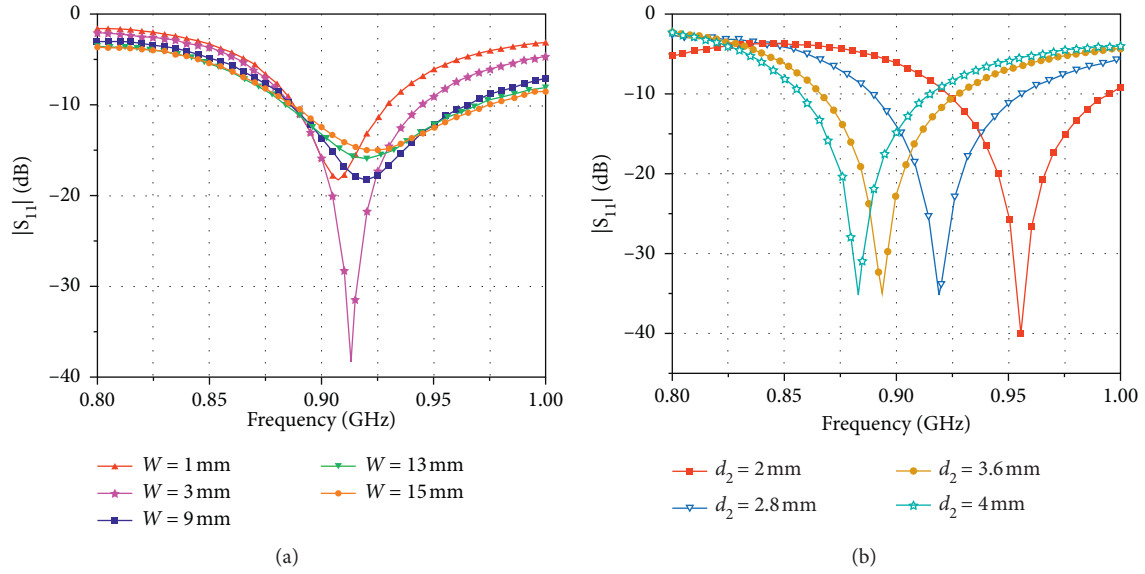 0
−10
−20
−30
−40
|S₁₁| (dB)
0.80 0.85 0.90 0.95 1.00
Frequency (GHz)
W = 1 mm
W = 3 mm
W = 9 mm
W = 13 mm
W = 15 mm
(a)
0
−10
−20
−30
−40
|S₁₁| (dB)
0.80 0.85 0.90 0.95 1.00
Frequency (GHz)
d₂ = 2 mm
d₂ = 2.8 mm
d₂ = 3.6 mm
d₂ = 4 mm
(b)